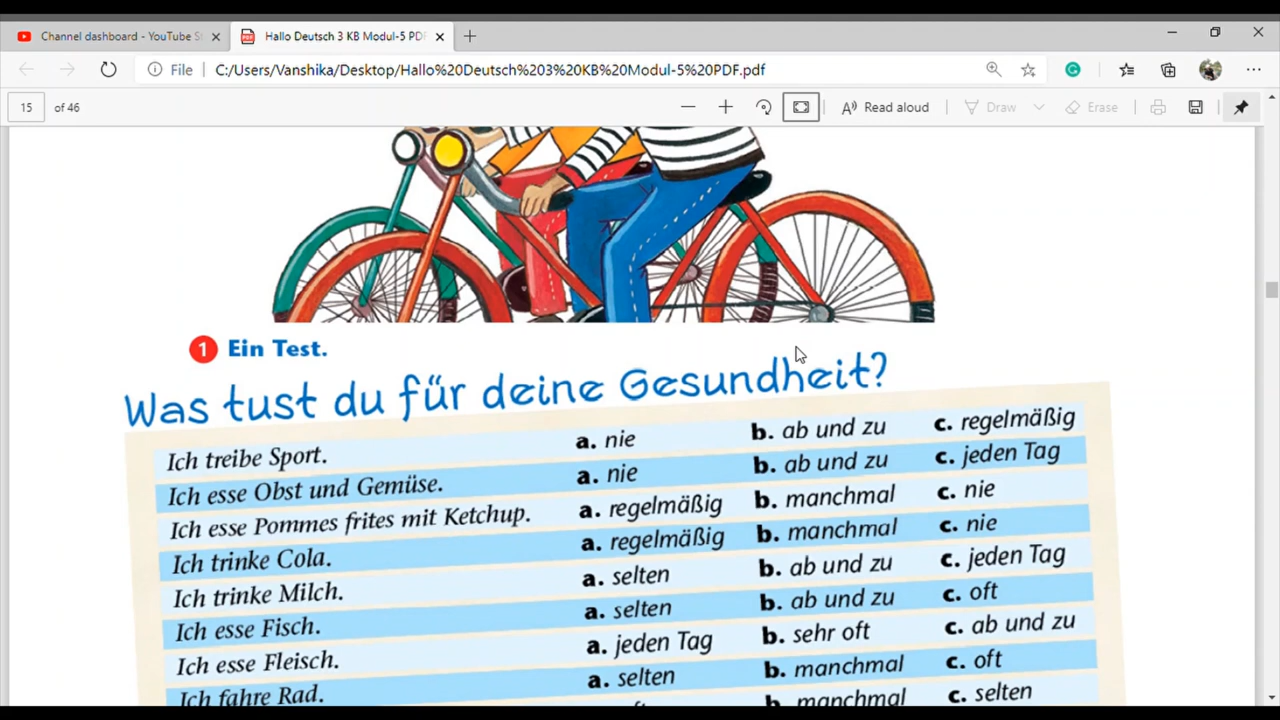 Channel dashboard - YouTube S
Hallo Deutsch 3 KB Modul-5 PDF
File C:/Users/Vanshika/Desktop/Hallo%20Deutsch%203%20KB%20Modul-5%20PDF.pdf
15 of 46 Read aloud Draw Erase
1 Ein Test.
Was tust du für deine Gesundheit?
Ich treibe Sport. a. nie b. ab und zu c. regelmäßig
Ich esse Obst und Gemüse. a. nie b. ab und zu c. jeden Tag
Ich esse Pommes frites mit Ketchup. a. regelmäßig b. manchmal c. nie
Ich trinke Cola. a. regelmäßig b. manchmal c. nie
Ich trinke Milch. a. selten b. ab und zu c. jeden Tag
Ich esse Fisch. a. selten b. ab und zu c. oft
Ich esse Fleisch. a. jeden Tag b. sehr oft c. ab und zu
Ich fahre Rad. a. selten b. manchmal c. oft
b. manchmal c. selten